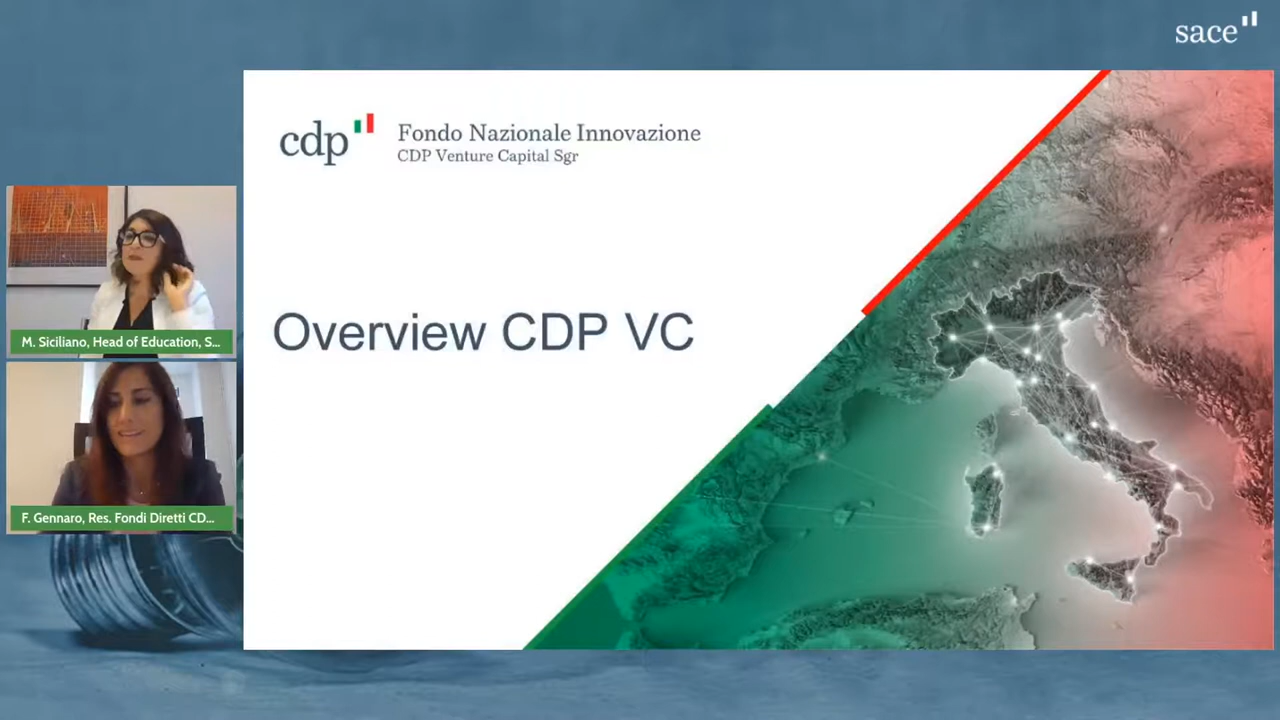 sace
cdp
Fondo Nazionale Innovazione
CDP Venture Capital Sgr
Overview CDP VC
M. Siciliano, Head of Education, S...
F. Gennaro, Res. Fondi Diretti CD...